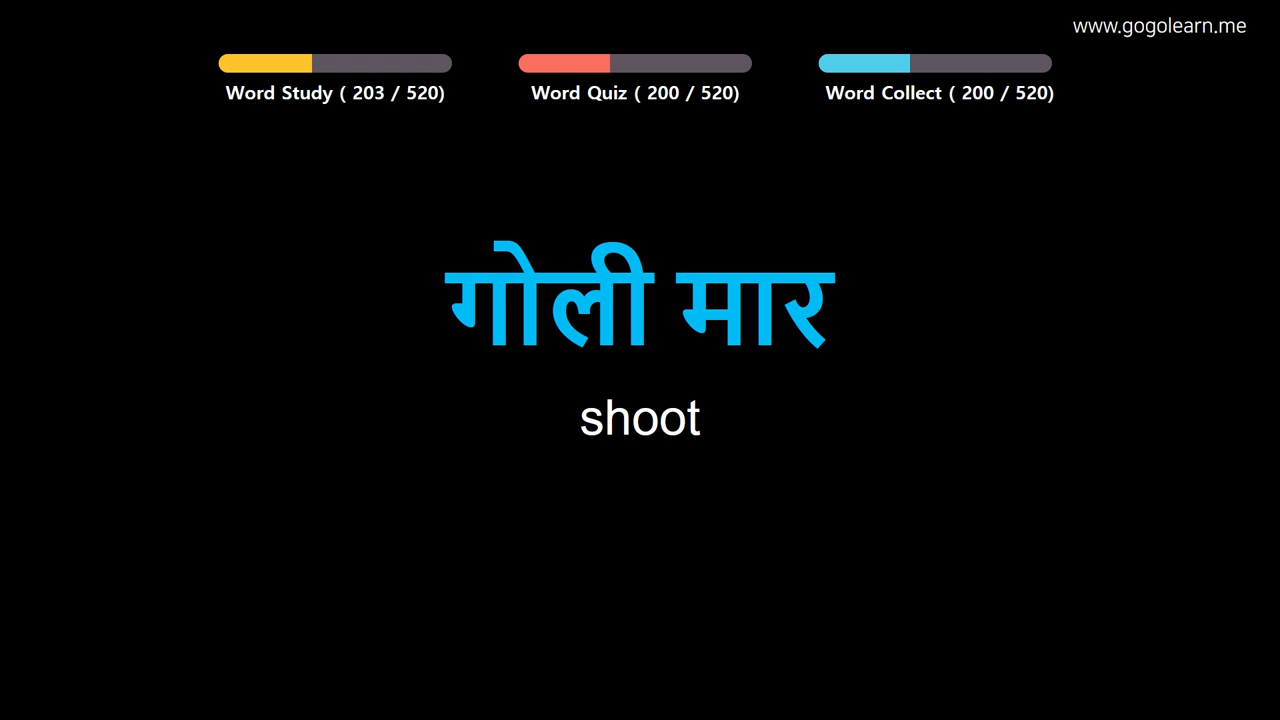 www.gogolearn.me
Word Study ( 203 / 520)
Word Quiz ( 200 / 520)
Word Collect ( 200 / 520)
गोली मार
shoot